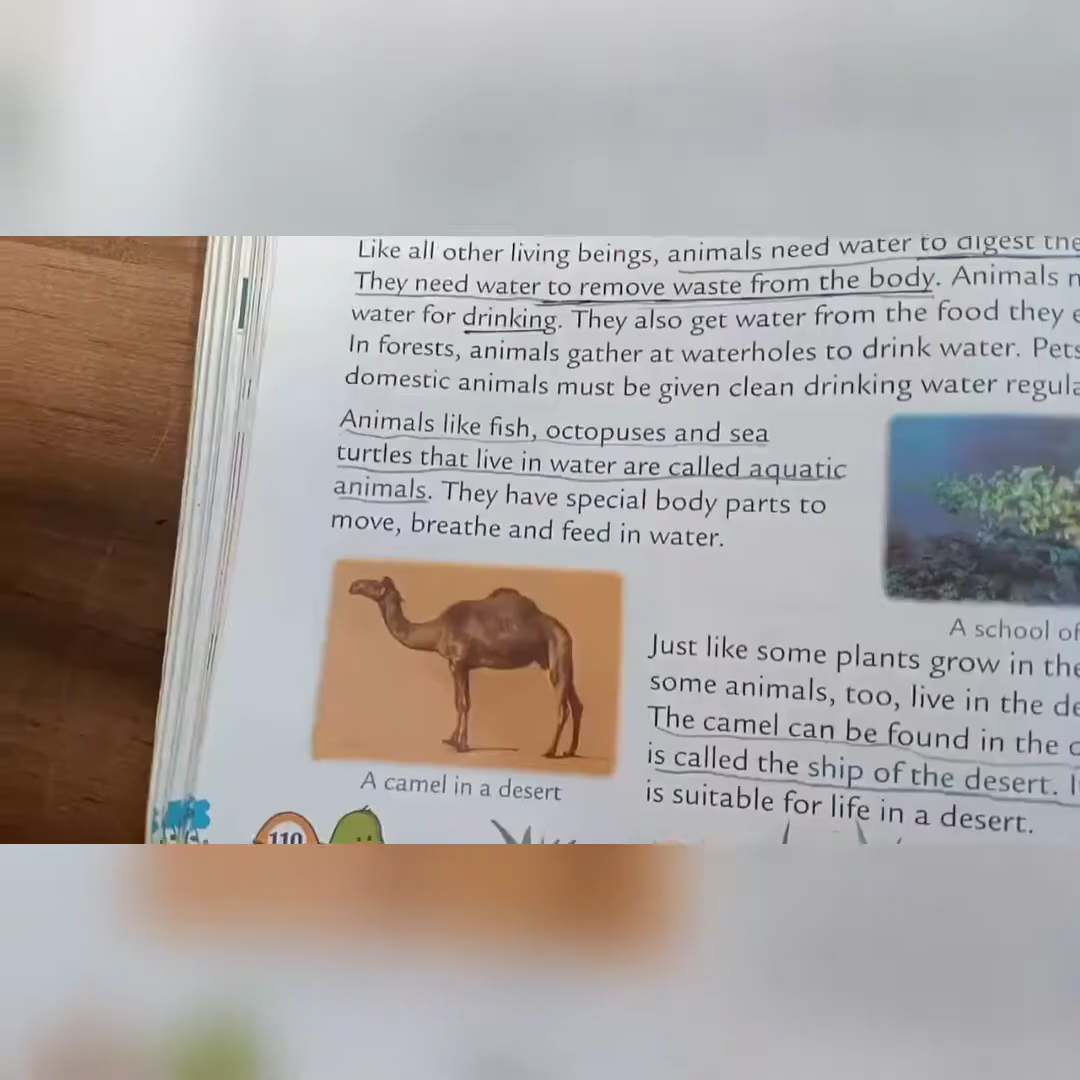 Like all other living beings, animals need water to digest the
They need water to remove waste from the body. Animals
water for drinking. They also get water from the food they
In forests, animals gather at waterholes to drink water. Pets
domestic animals must be given clean drinking water
Animals like fish, octopuses and sea
turtles that live in water are called aquatic
animals. They have special body parts to
move, breathe and feed in water.
A school of
Just like some plants grow in the
some animals, too, live in the
The camel can be found in the
is called the ship of the desert.
is suitable for life in a desert.
A camel in a desert
110